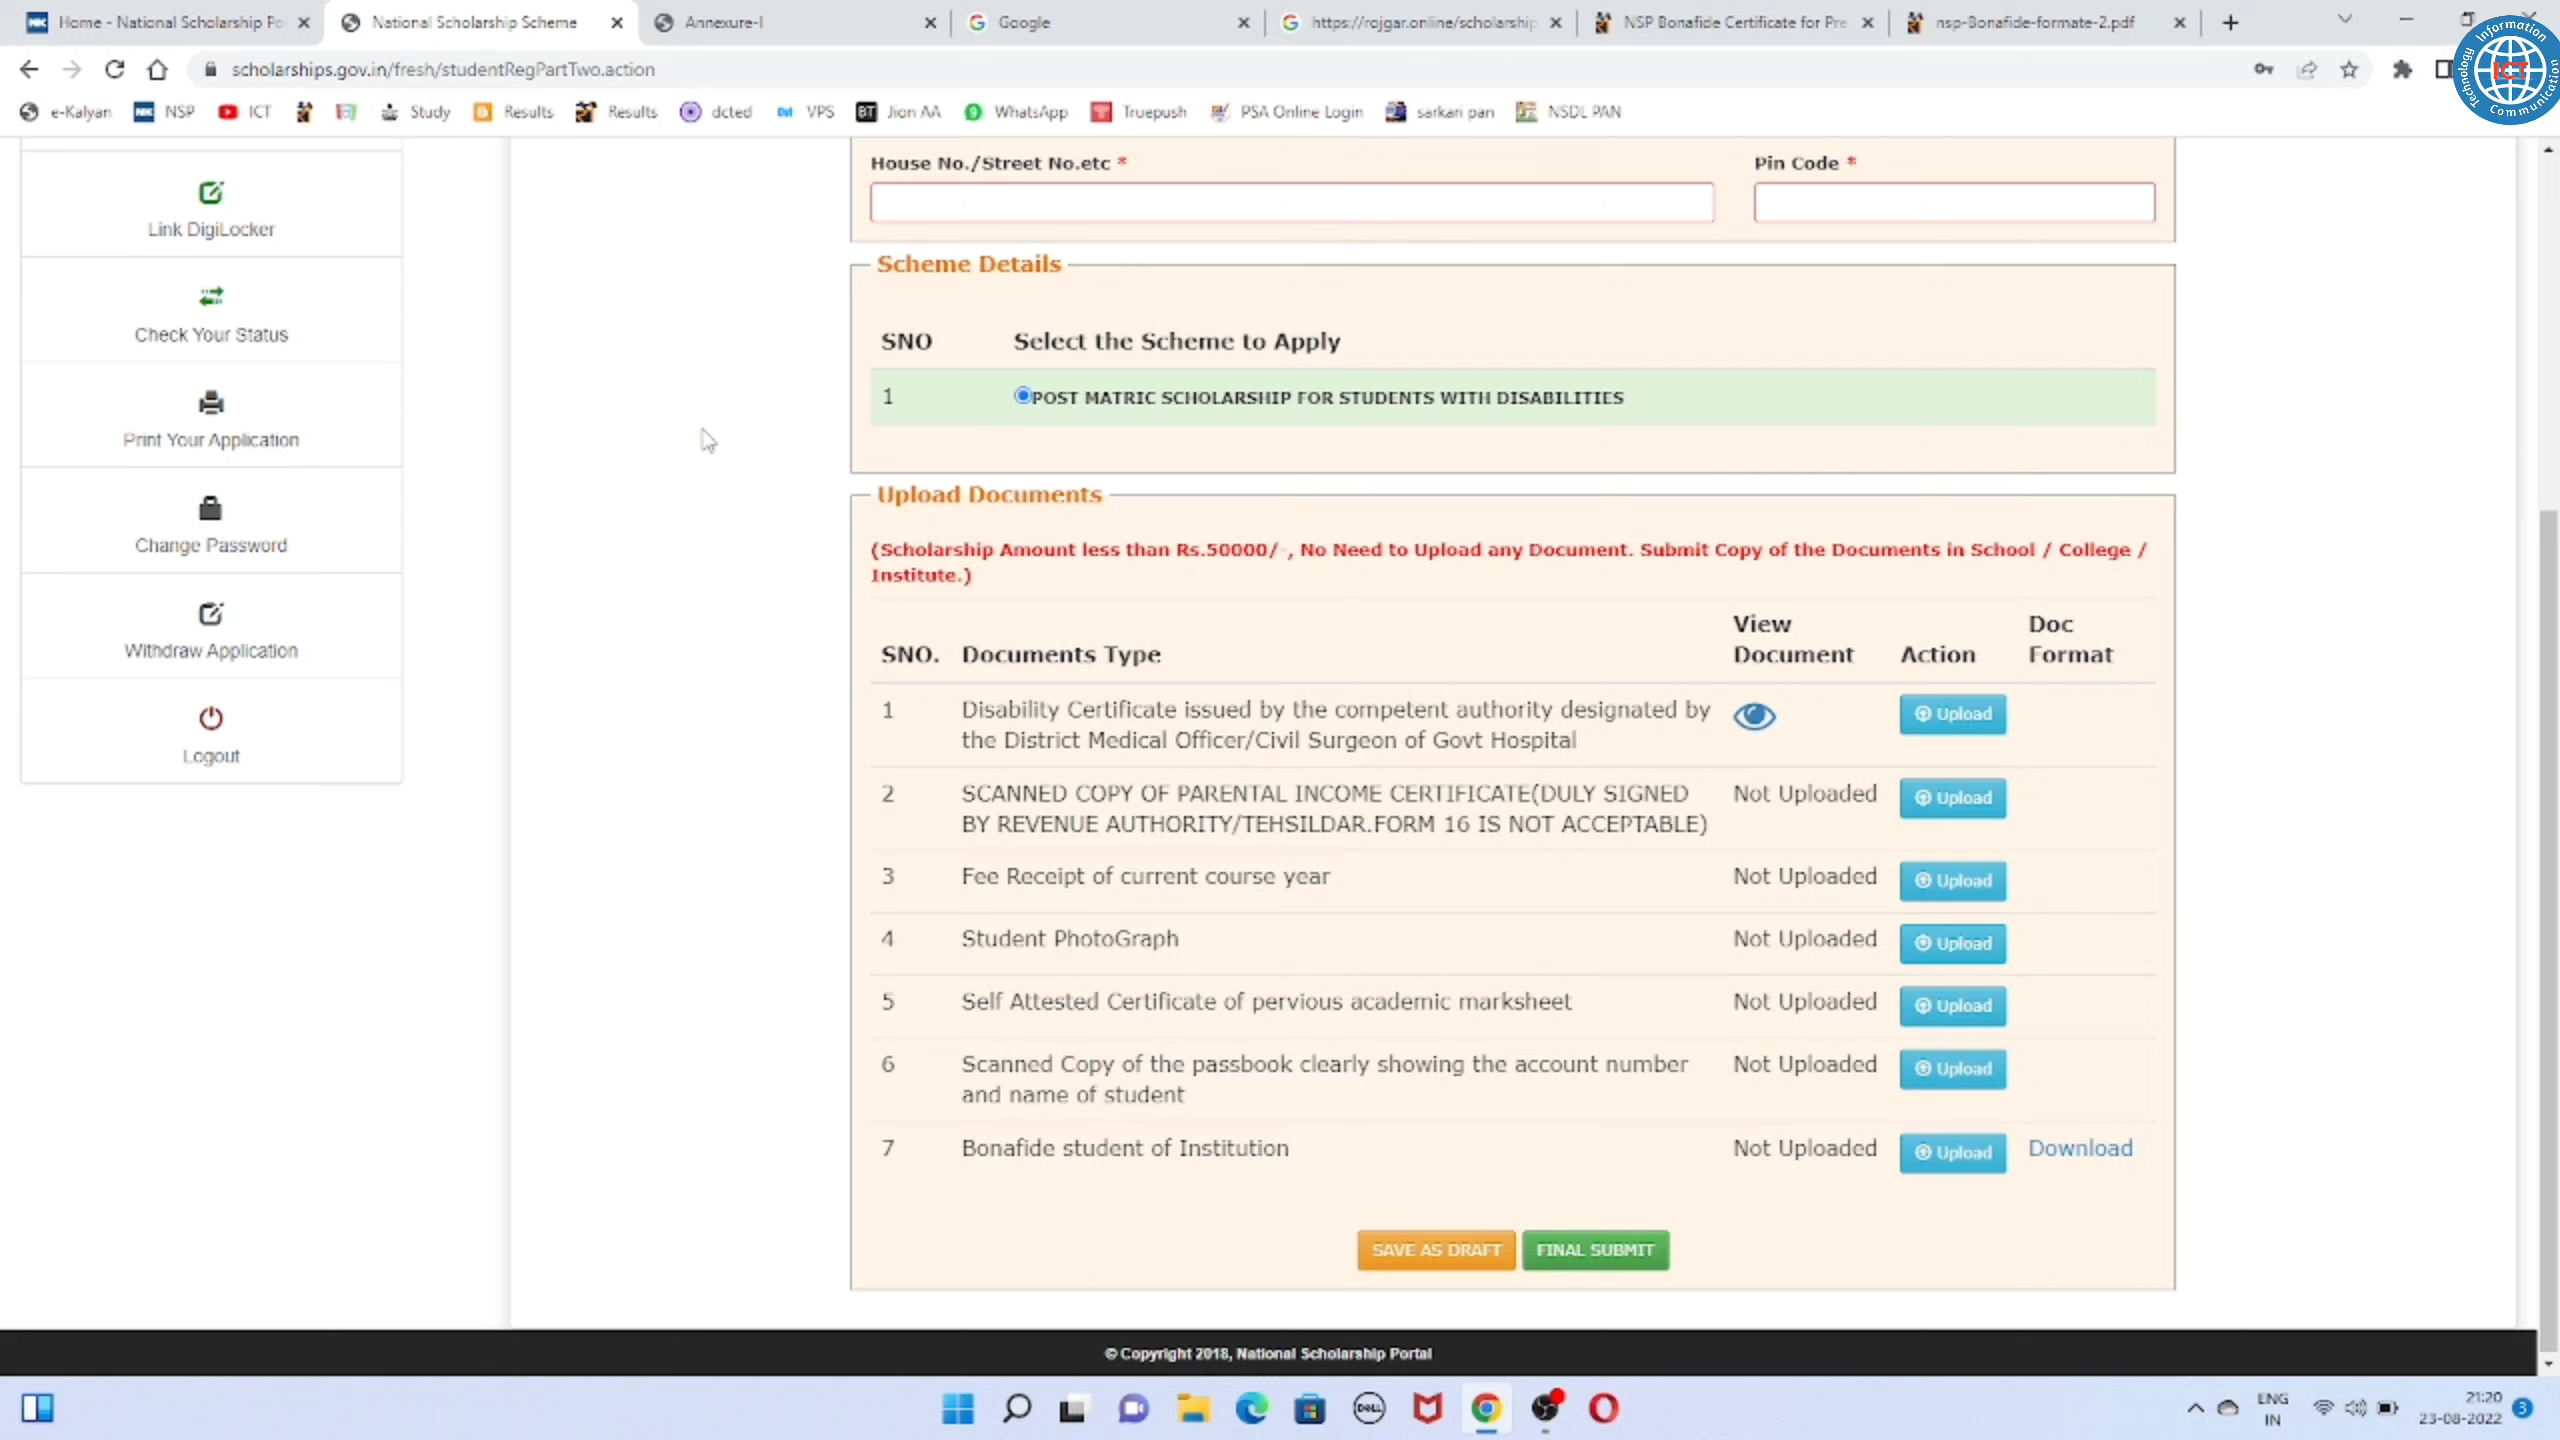 Home - National Scholarship Po
National Scholarship Scheme
Annexure-I
Google
https://rojgar.online/scholarship
NSP Bonafide Certificate for Pre
nsp-Bonafide-formate-2.pdf
scholarships.gov.in/fresh/studentRegPartTwo.action
Information
Communication
Technology
ICT
e-Kalyan
NSP
ICT
Study
Results
Results
dcted
VPS
BT
Jion AA
WhatsApp
Truepush
PSA Online Login
sarkari pan
NSDL PAN
Link DigiLocker
Check Your Status
Print Your Application
Change Password
Withdraw Application
Logout
House No./Street No.etc *
Pin Code *
Scheme Details
SNO Select the Scheme to Apply
1 POST MATRIC SCHOLARSHIP FOR STUDENTS WITH DISABILITIES
Upload Documents
(Scholarship Amount less than Rs.50000/- , No Need to Upload any Document. Submit Copy of the Documents in School / College /
Institute.)
View Doc
SNO. Documents Type Document Action Format
1 Disability Certificate issued by the competent authority designated by Upload
the District Medical Officer/Civil Surgeon of Govt Hospital
2 SCANNED COPY OF PARENTAL INCOME CERTIFICATE(DULY SIGNED Not Uploaded Upload
BY REVENUE AUTHORITY/TEHSILDAR.FORM 16 IS NOT ACCEPTABLE)
3 Fee Receipt of current course year Not Uploaded Upload
4 Student PhotoGraph Not Uploaded Upload
5 Self Attested Certificate of pervious academic marksheet Not Uploaded Upload
6 Scanned Copy of the passbook clearly showing the account number Not Uploaded Upload
and name of student
7 Bonafide student of Institution Not Uploaded Upload Download
SAVE AS DRAFT FINAL SUBMIT
© Copyright 2018, National Scholarship Portal
DELL
ENG
IN
21:20
23-08-2022
3